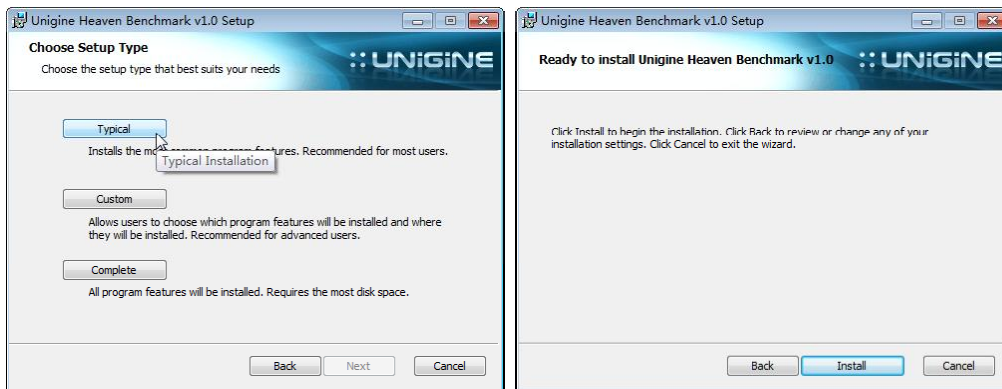 Unigine Heaven Benchmark v1.0 Setup
Choose Setup Type
Choose the setup type that best suits your needs
::UNiGiNE
Typical
Installs the most common program features. Recommended for most users.
Typical Installation
Custom
Allows users to choose which program features will be installed and where
they will be installed. Recommended for advanced users.
Complete
All program features will be installed. Requires the most disk space.
Back
Next
Cancel
Unigine Heaven Benchmark v1.0 Setup
Ready to install Unigine Heaven Benchmark v1.0
::UNiGiNE
Click Install to begin the installation. Click Back to review or change any of your
installation settings. Click Cancel to exit the wizard.
Back
Install
Cancel